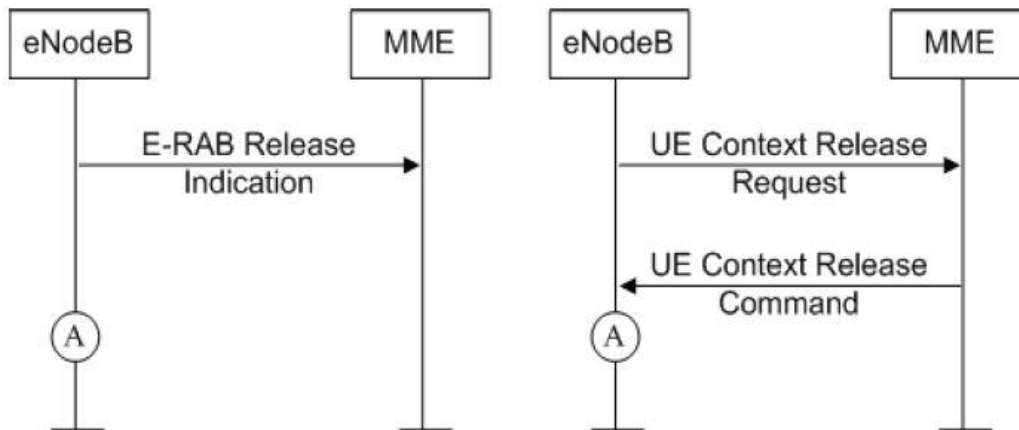 eNodeB
MME
E-RAB Release
Indication
A
eNodeB
MME
UE Context Release
Request
UE Context Release
Command
A